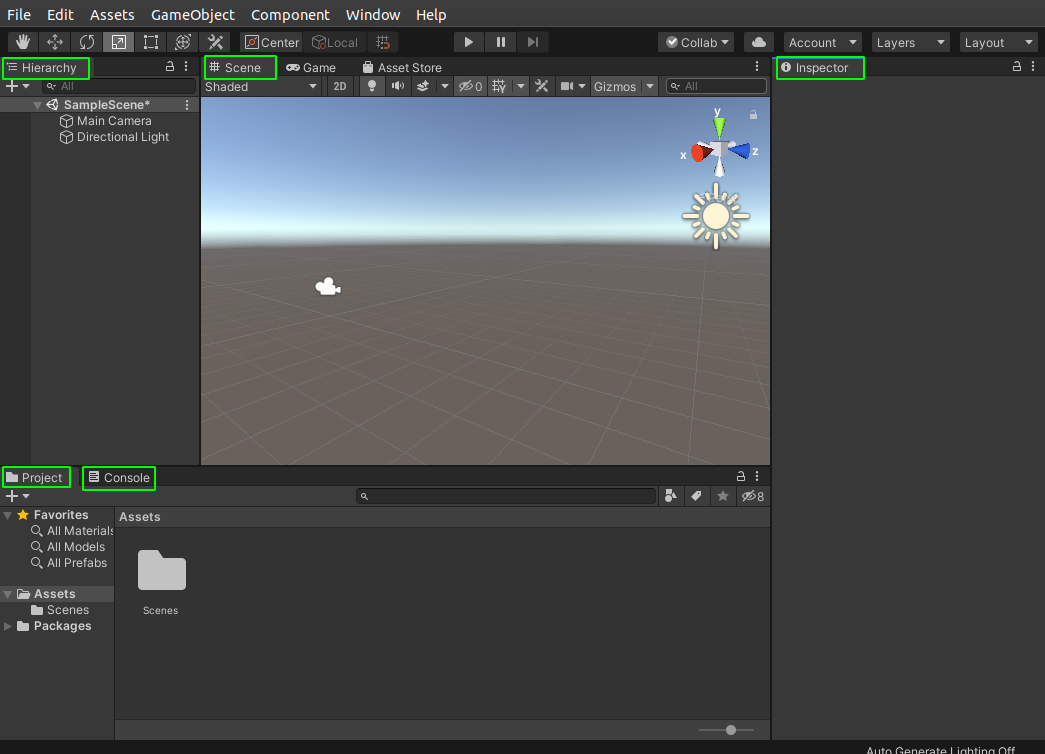 File Edit Assets GameObject Component Window Help
Center Local Collab Account Layers Layout
Hierarchy
All
SampleScene*
Main Camera
Directional Light
Scene Game Asset Store
Shaded 2D 0 Gizmos All
y
x z
Inspector
Project Console
8
Favorites
All Materials
All Models
All Prefabs
Assets
Scenes
Packages
Assets
Scenes
Auto Generate Lighting Off